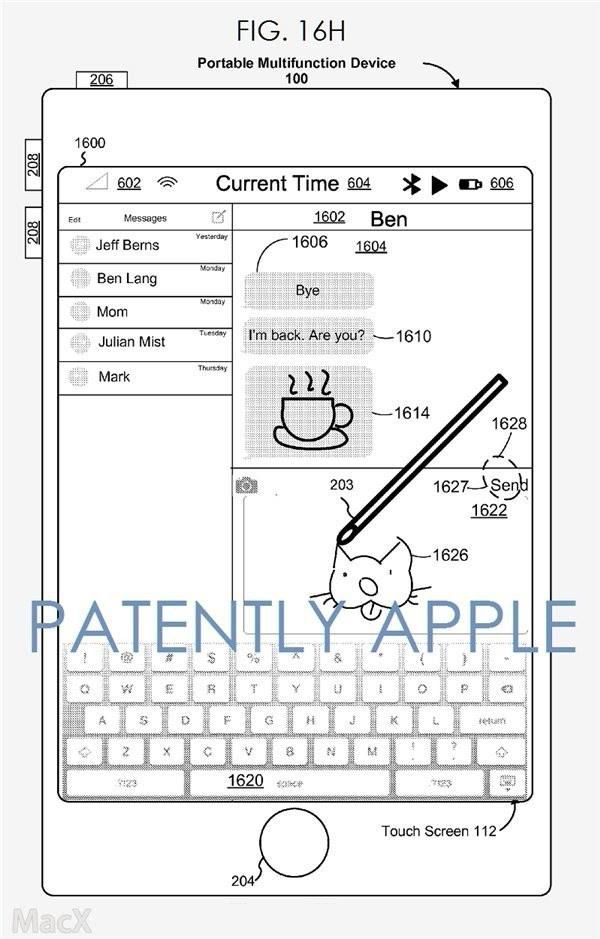 FIG. 16H
Portable Multifunction Device
100
206
208
208
1600
602
Current Time 604
606
Edit Messages
1602 Ben
Jeff Berns Yesterday
Ben Lang Monday
Mom Monday
Julian Mist Tuesday
Mark Thursday
1606
1604
Bye
I'm back. Are you?
1610
1614
1628
203
1627
Send
1622
1626
PATENTLY APPLE
! @ # $ % ^ & * ( )
Q W E R T Y U I O P
A S D F G H J K L return
Z X C V B N M ! ?
?123 1620 space ?123
Touch Screen 112
204
MacX